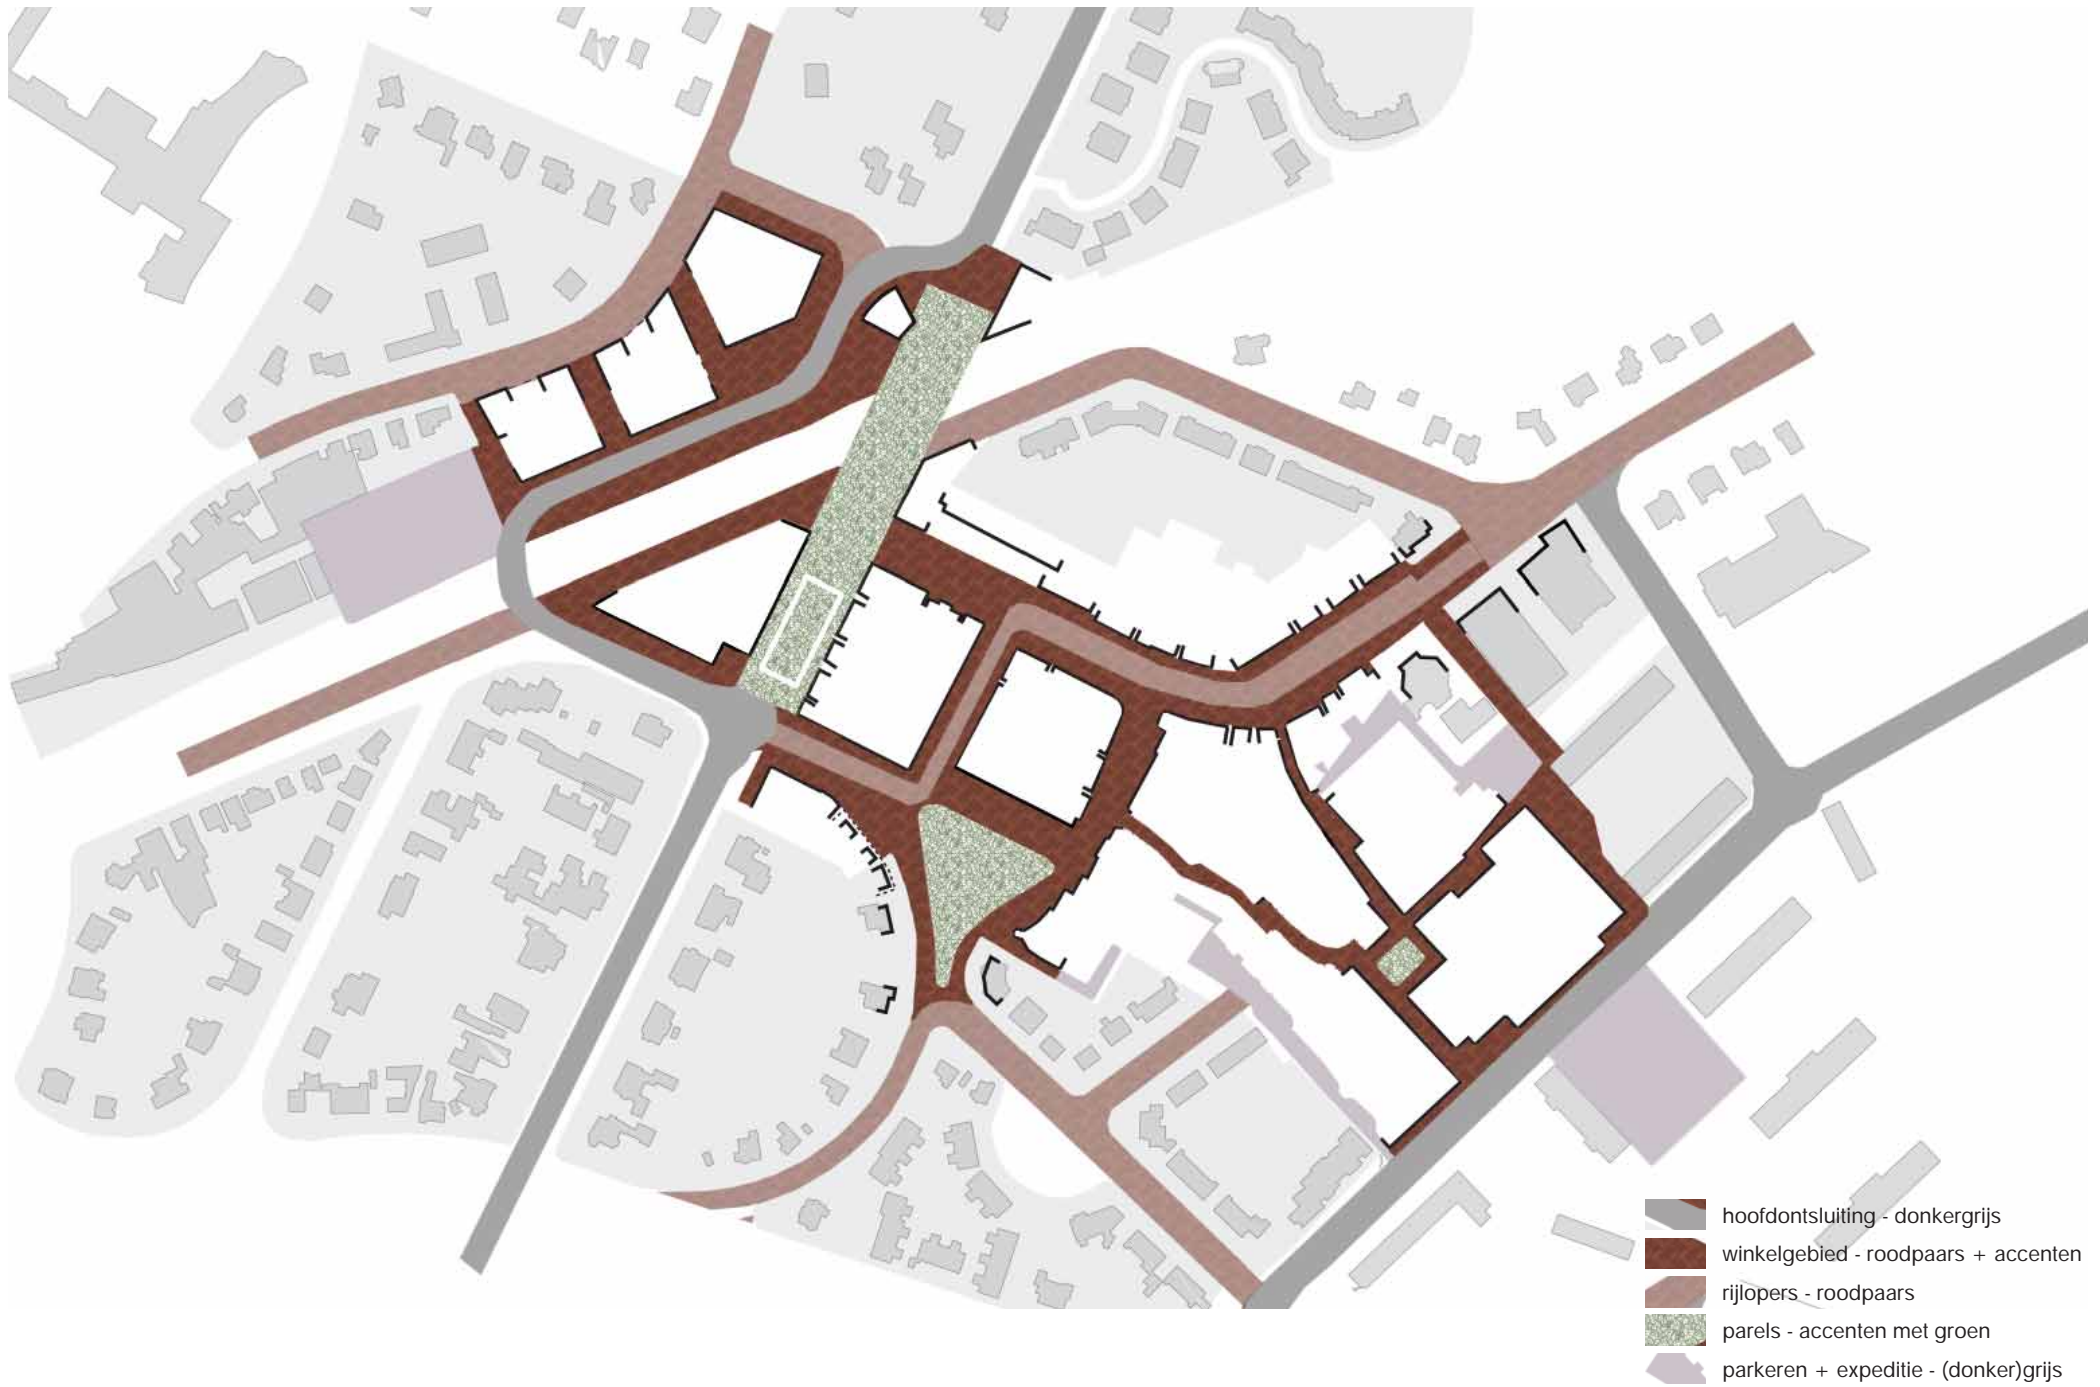 hoofdontsluiting - donkergrijs
winkelgebied - roodpaars + accenten
rijlopers - roodpaars
parels - accenten met groen
parkeren + expeditie - (donker)grijs